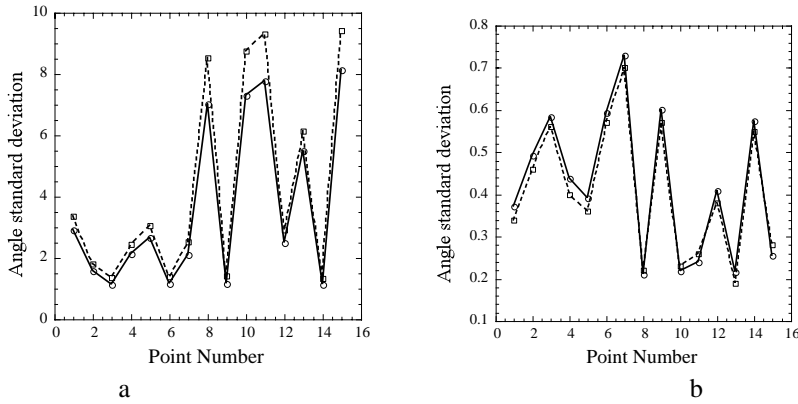 10
8
6
4
2
0
Angle standard deviation
0 2 4 6 8 10 12 14 16
Point Number
a
0.8
0.7
0.6
0.5
0.4
0.3
0.2
0.1
Angle standard deviation
0 2 4 6 8 10 12 14 16
Point Number
b